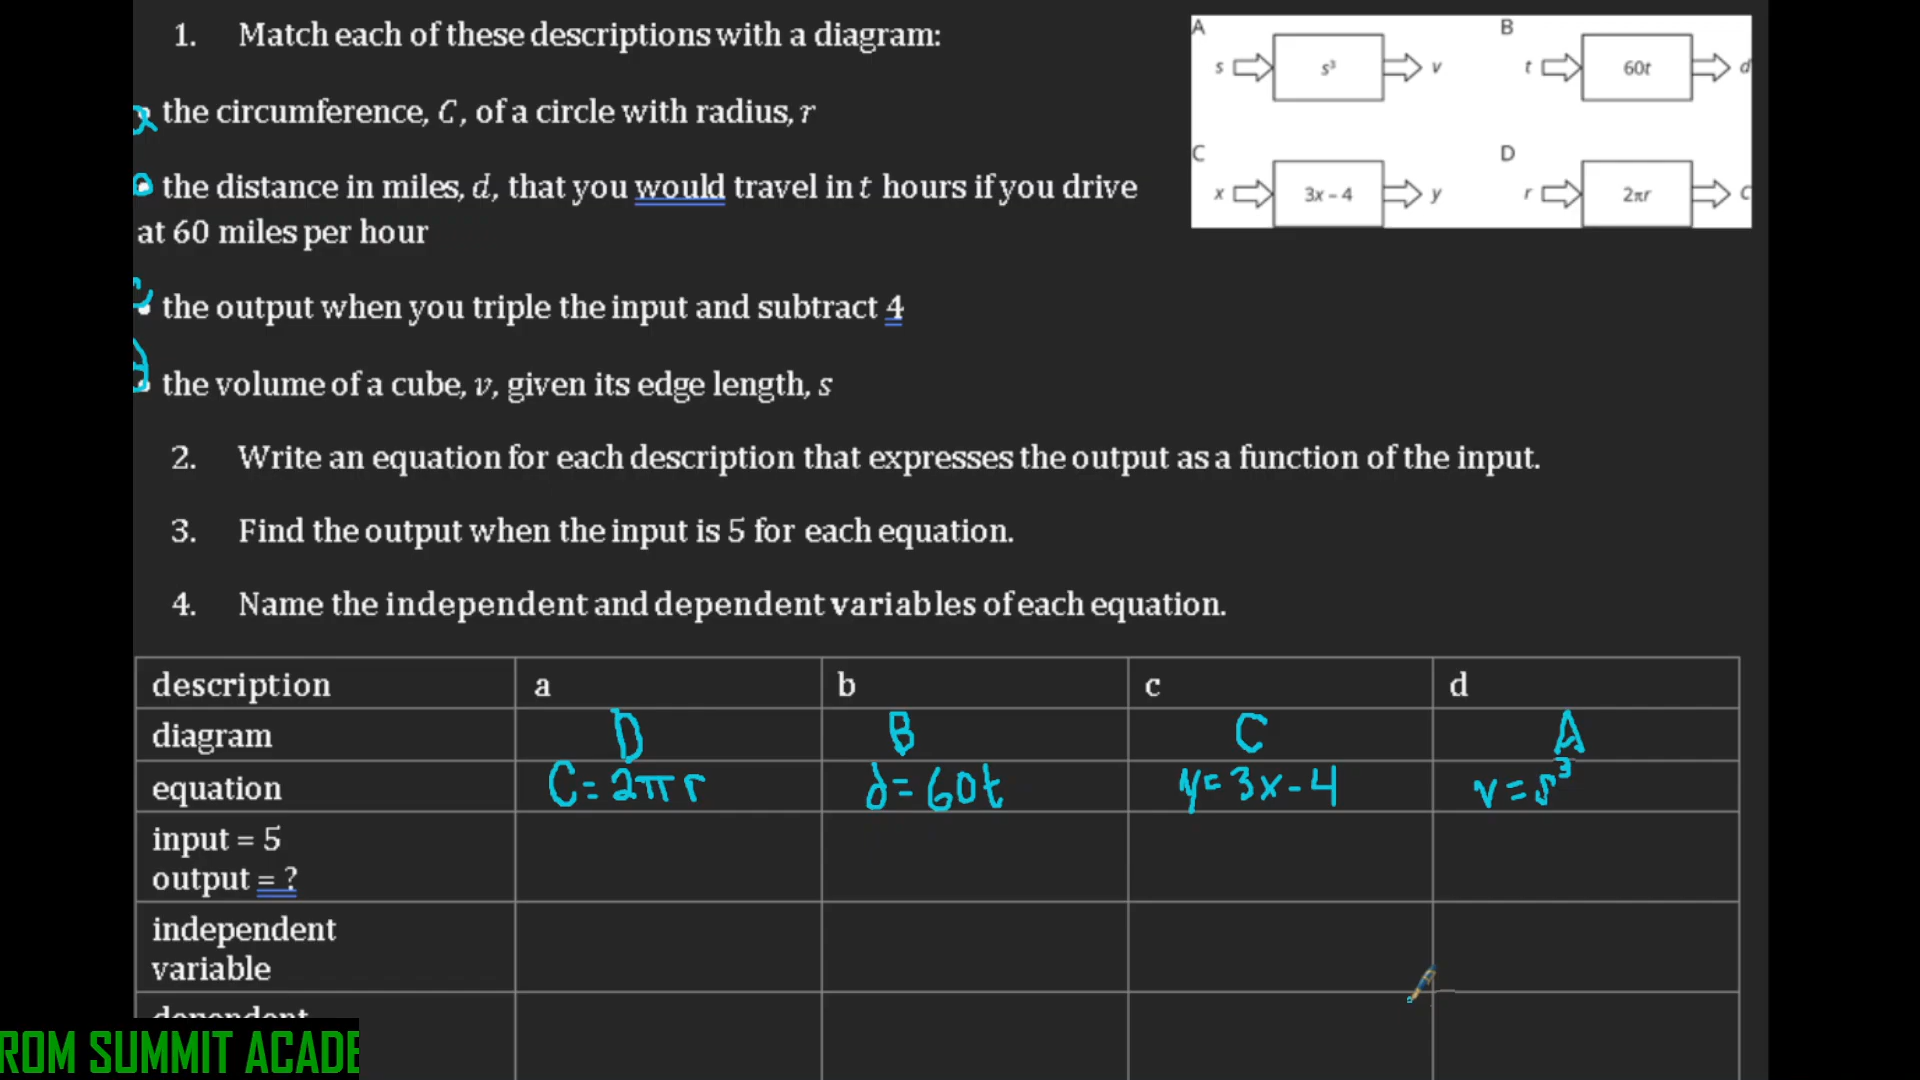 1. Match each of these descriptions with a diagram:
the circumference, C, of a circle with radius, r
the distance in miles, d, that you would travel in t hours if you drive
at 60 miles per hour
the output when you triple the input and subtract 4
the volume of a cube, v, given its edge length, s
A B
s s³ v t 60t d
C D
x 3x – 4 y r 2πr C
2. Write an equation for each description that expresses the output as a function of the input.
3. Find the output when the input is 5 for each equation.
4. Name the independent and dependent variables of each equation.
description a b c d
diagram D B C A
equation C = 2πr d = 60t y = 3x - 4 v = s³
input = 5
output = ?
independent
variable
dependent
ROM SUMMIT ACADE